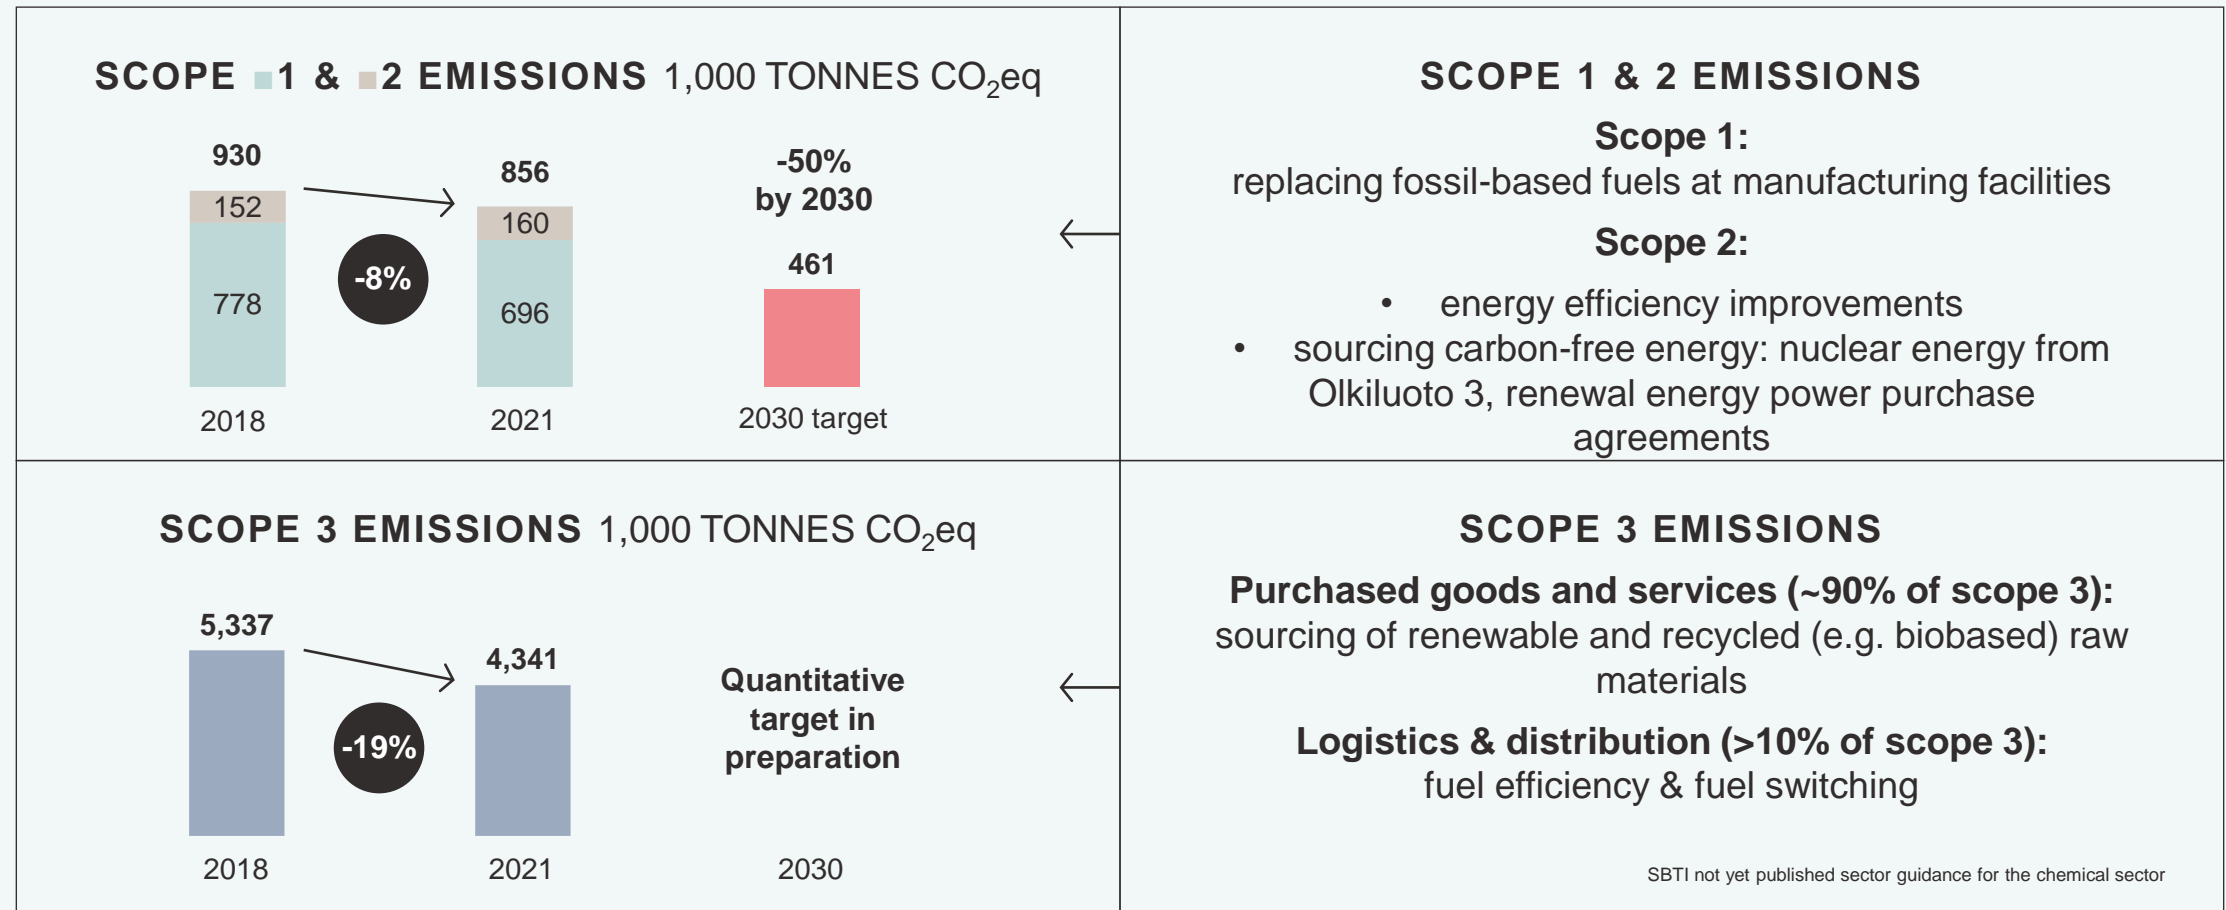 SCOPE 1 & 2 EMISSIONS 1,000 TONNES CO₂eq
930
152
778
2018
-8%
856
160
696
2021
-50%
by 2030
461
2030 target
SCOPE 1 & 2 EMISSIONS
Scope 1:
replacing fossil-based fuels at manufacturing facilities
Scope 2:
• energy efficiency improvements
• sourcing carbon-free energy: nuclear energy from
Olkiluoto 3, renewal energy power purchase
agreements
SCOPE 3 EMISSIONS 1,000 TONNES CO₂eq
5,337
2018
-19%
4,341
2021
Quantitative
target in
preparation
2030
SCOPE 3 EMISSIONS
Purchased goods and services (~90% of scope 3):
sourcing of renewable and recycled (e.g. biobased) raw
materials
Logistics & distribution (>10% of scope 3):
fuel efficiency & fuel switching
SBTI not yet published sector guidance for the chemical sector